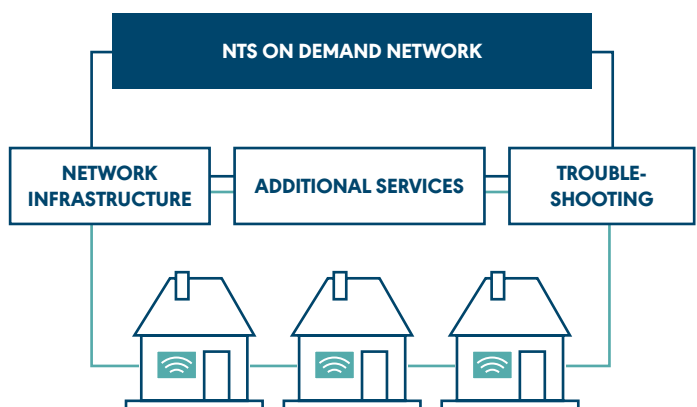 NTS ON DEMAND NETWORK
NETWORK
INFRASTRUCTURE
ADDITIONAL SERVICES
TROUBLE-
SHOOTING